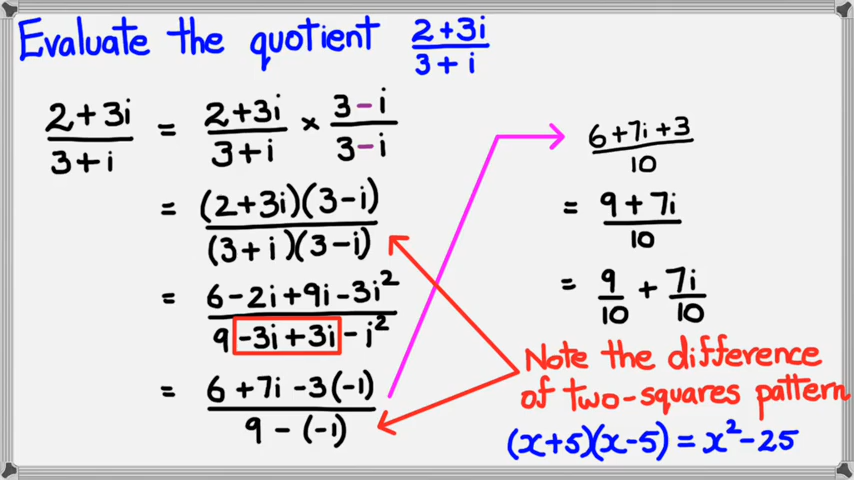 Evaluate the quotient (2+3i)/(3+i)
(2+3i)/(3+i) = (2+3i)/(3+i) × (3-i)/(3-i)
= (2+3i)(3-i)/(3+i)(3-i)
= (6-2i+9i-3i²)/(9-3i+3i-i²)
= (6+7i-3(-1))/(9-(-1))
(6+7i+3)/10
= (9+7i)/10
= 9/10 + 7i/10
Note the difference
of two-squares pattern
(x+5)(x-5)=x²-25